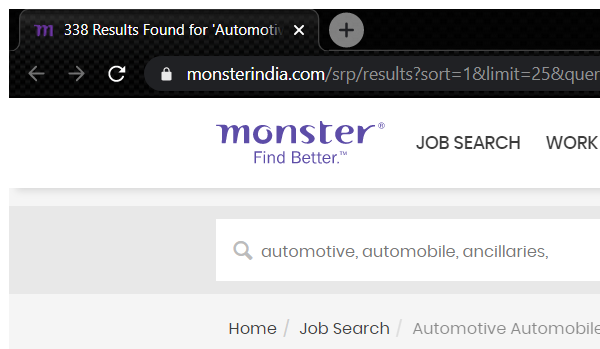 338 Results Found for 'Automotiv
monsterindia.com/srp/results?sort=1&limit=25&quer
monster®
Find Better.™
JOB SEARCH WORK
automotive, automobile, ancillaries,
Home / Job Search / Automotive Automobile